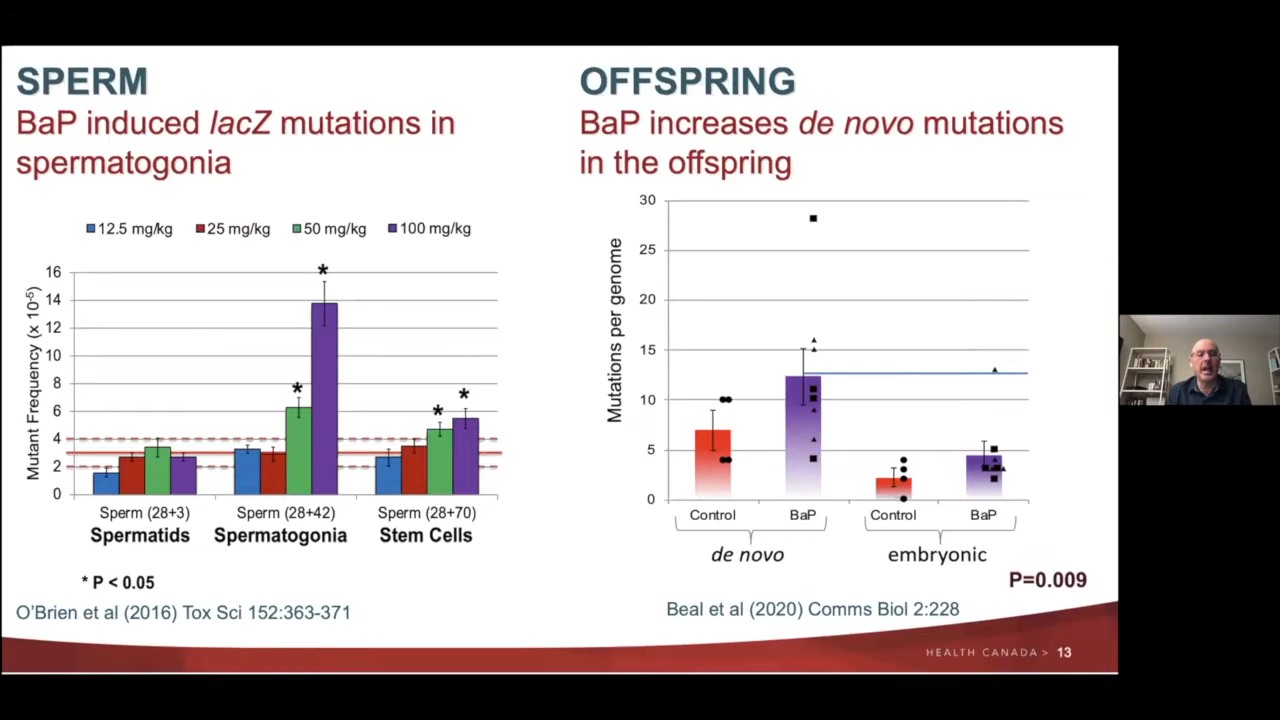 SPERM
BaP induced lacZ mutations in
spermatogonia
12.5 mg/kg 25 mg/kg 50 mg/kg 100 mg/kg
Mutant Frequency (x 10-5)
16
14
12
10
8
6
4
2
0
* * * *
Sperm (28+3) Sperm (28+42) Sperm (28+70)
Spermatids Spermatogonia Stem Cells
* P < 0.05
O'Brien et al (2016) Tox Sci 152:363-371
OFFSPRING
BaP increases de novo mutations
in the offspring
Mutations per genome
30
25
20
15
10
5
0
Control BaP Control BaP
de novo embryonic
P=0.009
Beal et al (2020) Comms Biol 2:228
HEALTH CANADA > 13